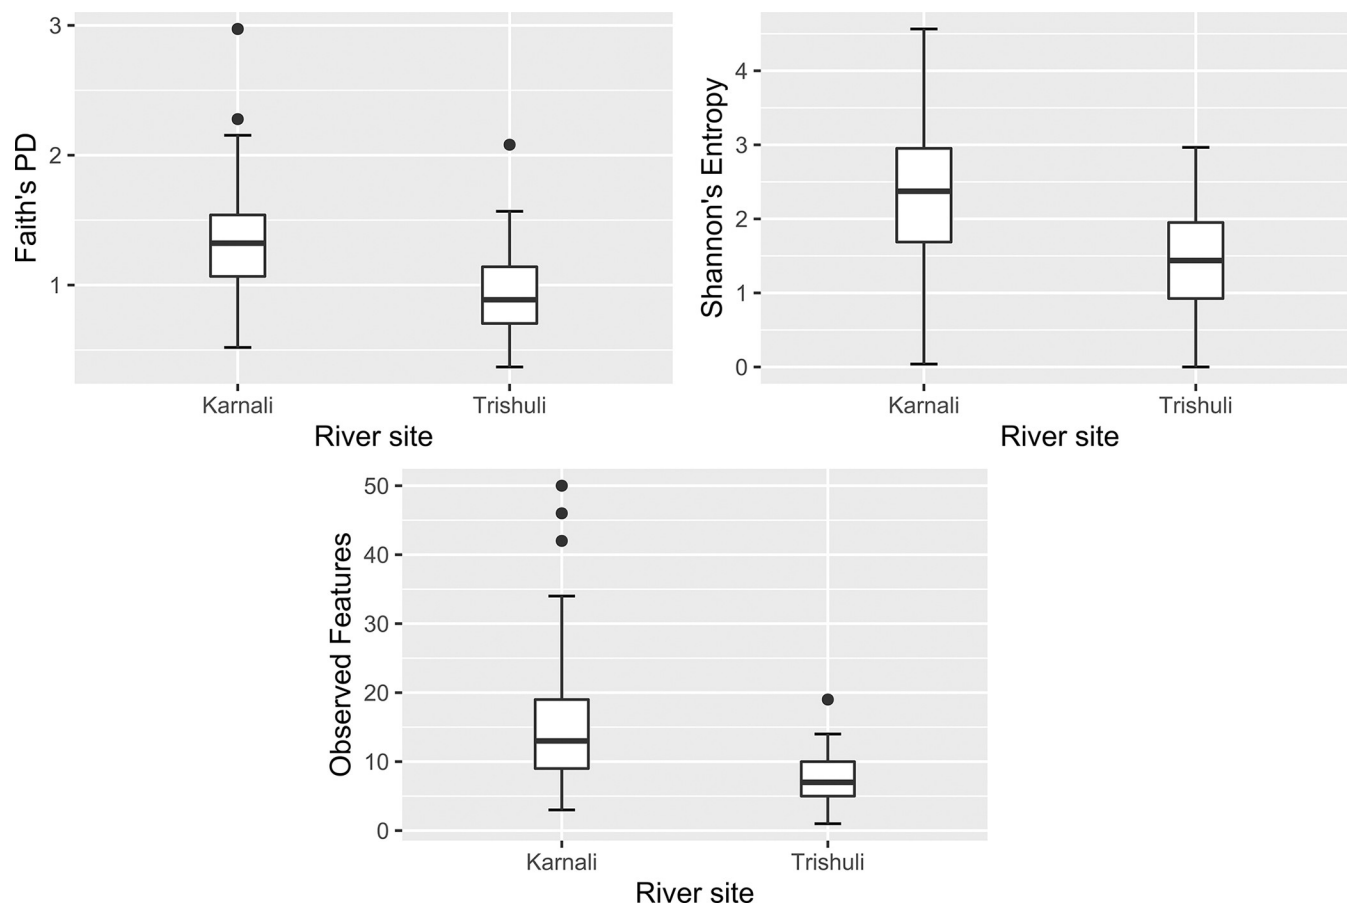 Faith's PD
3
2
1
Karnali Trishuli
River site
Shannon's Entropy
4
3
2
1
0
Karnali Trishuli
River site
Observed Features
50
40
30
20
10
0
Karnali Trishuli
River site